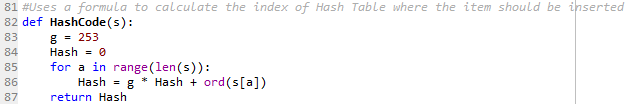 81 #Uses a formula to calculate the index of Hash Table where the item should be inserted
82 def HashCode(s):
83     g = 253
84     Hash = 0
85     for a in range(len(s)):
86         Hash = g * Hash + ord(s[a])
87     return Hash